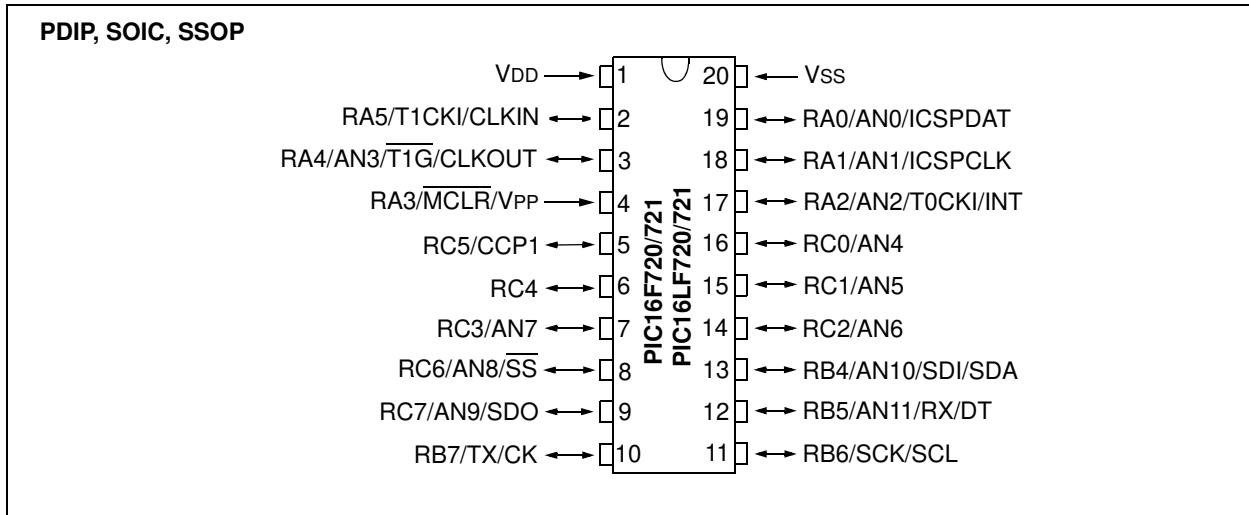 PDIP, SOIC, SSOP
VDD 1 20 VSS
RA5/T1CKI/CLKIN 2 19 RA0/AN0/ICSPDAT
RA4/AN3/T1G/CLKOUT 3 18 RA1/AN1/ICSPCLK
RA3/MCLR/VPP 4 17 RA2/AN2/T0CKI/INT
RC5/CCP1 5 16 RC0/AN4
RC4 6 15 RC1/AN5
RC3/AN7 7 14 RC2/AN6
RC6/AN8/SS 8 13 RB4/AN10/SDI/SDA
RC7/AN9/SDO 9 12 RB5/AN11/RX/DT
RB7/TX/CK 10 11 RB6/SCK/SCL
PIC16F720/721
PIC16LF720/721